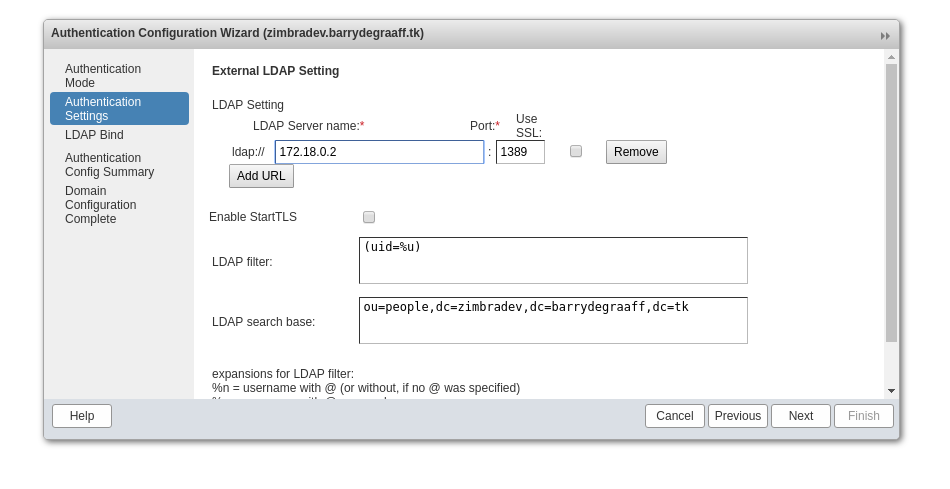 Authentication Configuration Wizard (zimbradev.barrydegraaff.tk)
Authentication
Mode
Authentication
Settings
LDAP Bind
Authentication
Config Summary
Domain
Configuration
Complete
External LDAP Setting
LDAP Setting
LDAP Server name:* Port:* Use SSL:
ldap:// 172.18.0.2 : 1389 Remove
Add URL
Enable StartTLS
LDAP filter: (uid=%u)
LDAP search base: ou=people,dc=zimbradev,dc=barrydegraaff,dc=tk
expansions for LDAP filter:
%n = username with @ (or without, if no @ was specified)
Help Cancel Previous Next Finish